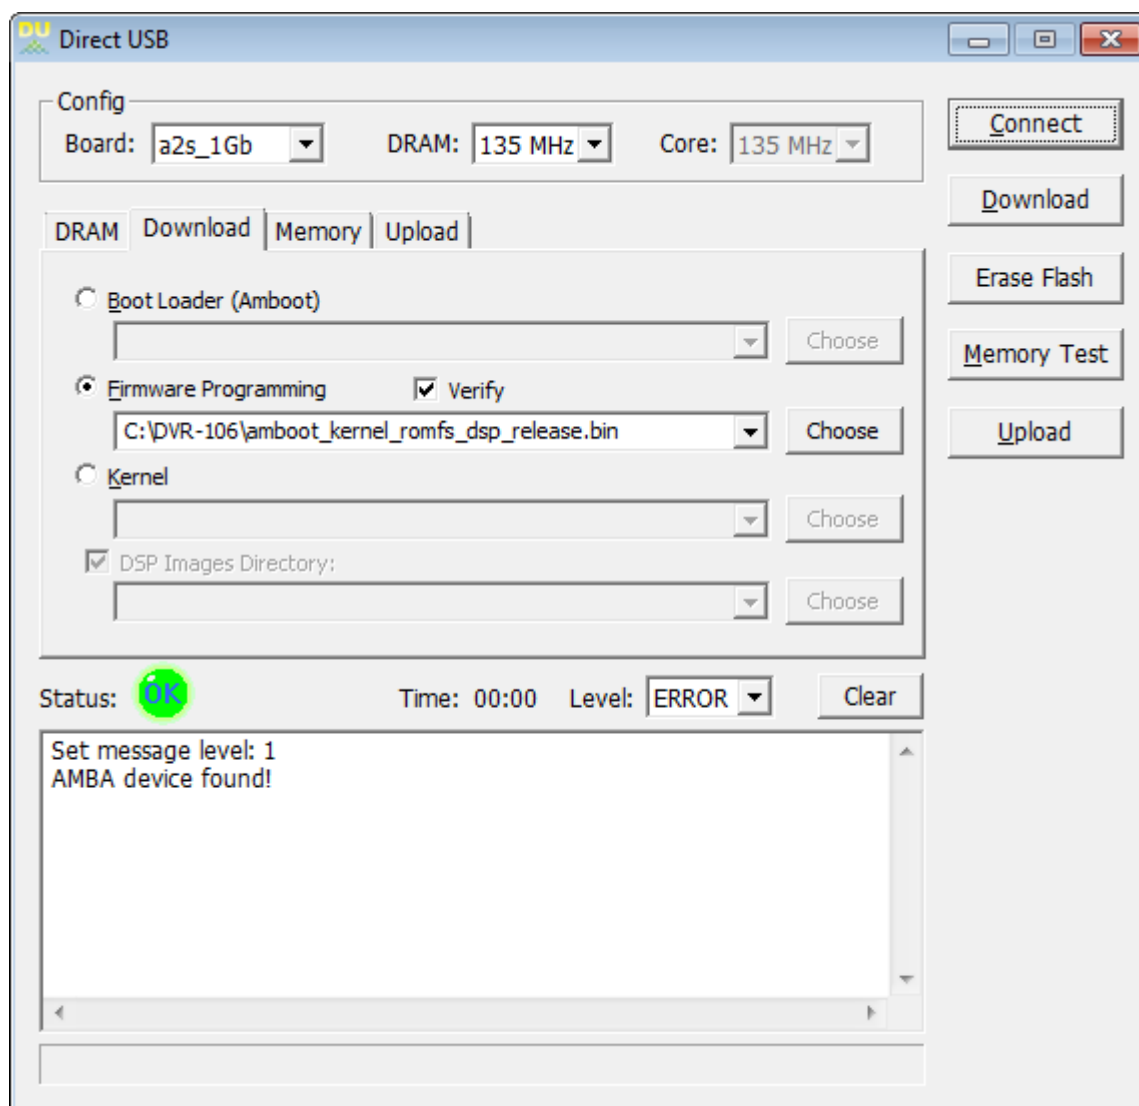 DU Direct USB
Config
Board: a2s_1Gb DRAM: 135 MHz Core: 135 MHz
Connect
Download
Erase Flash
Memory Test
Upload
DRAM Download Memory Upload
Boot Loader (Amboot)
Choose
Firmware Programming Verify
C:\DVR-106\amboot_kernel_romfs_dsp_release.bin Choose
Kernel
Choose
DSP Images Directory:
Choose
Status: OK Time: 00:00 Level: ERROR Clear
Set message level: 1
AMBA device found!